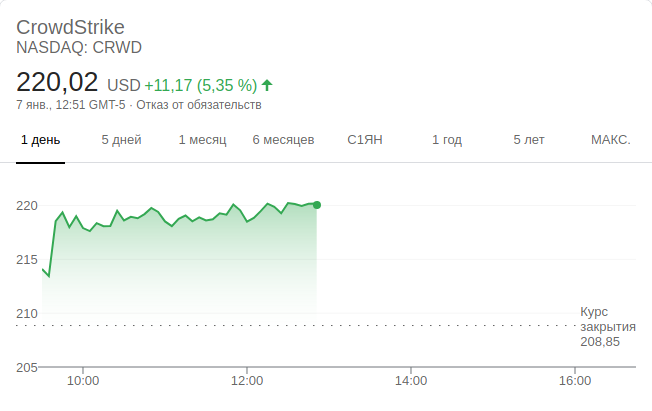 CrowdStrike
NASDAQ: CRWD
220,02 USD +11,17 (5,35 %)
7 янв., 12:51 GMT-5 · Отказ от обязательств
1 день 5 дней 1 месяц 6 месяцев С1ЯН 1 год 5 лет МАКС.
220
215
210
Курс
закрытия
208,85
205
10:00 12:00 14:00 16:00